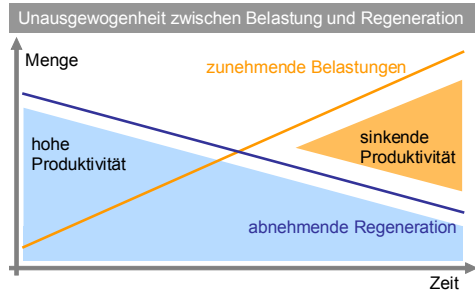 Unausgewogenheit zwischen Belastung und Regeneration
Menge
zunehmende Belastungen
hohe
Produktivität
sinkende
Produktivität
abnehmende Regeneration
Zeit